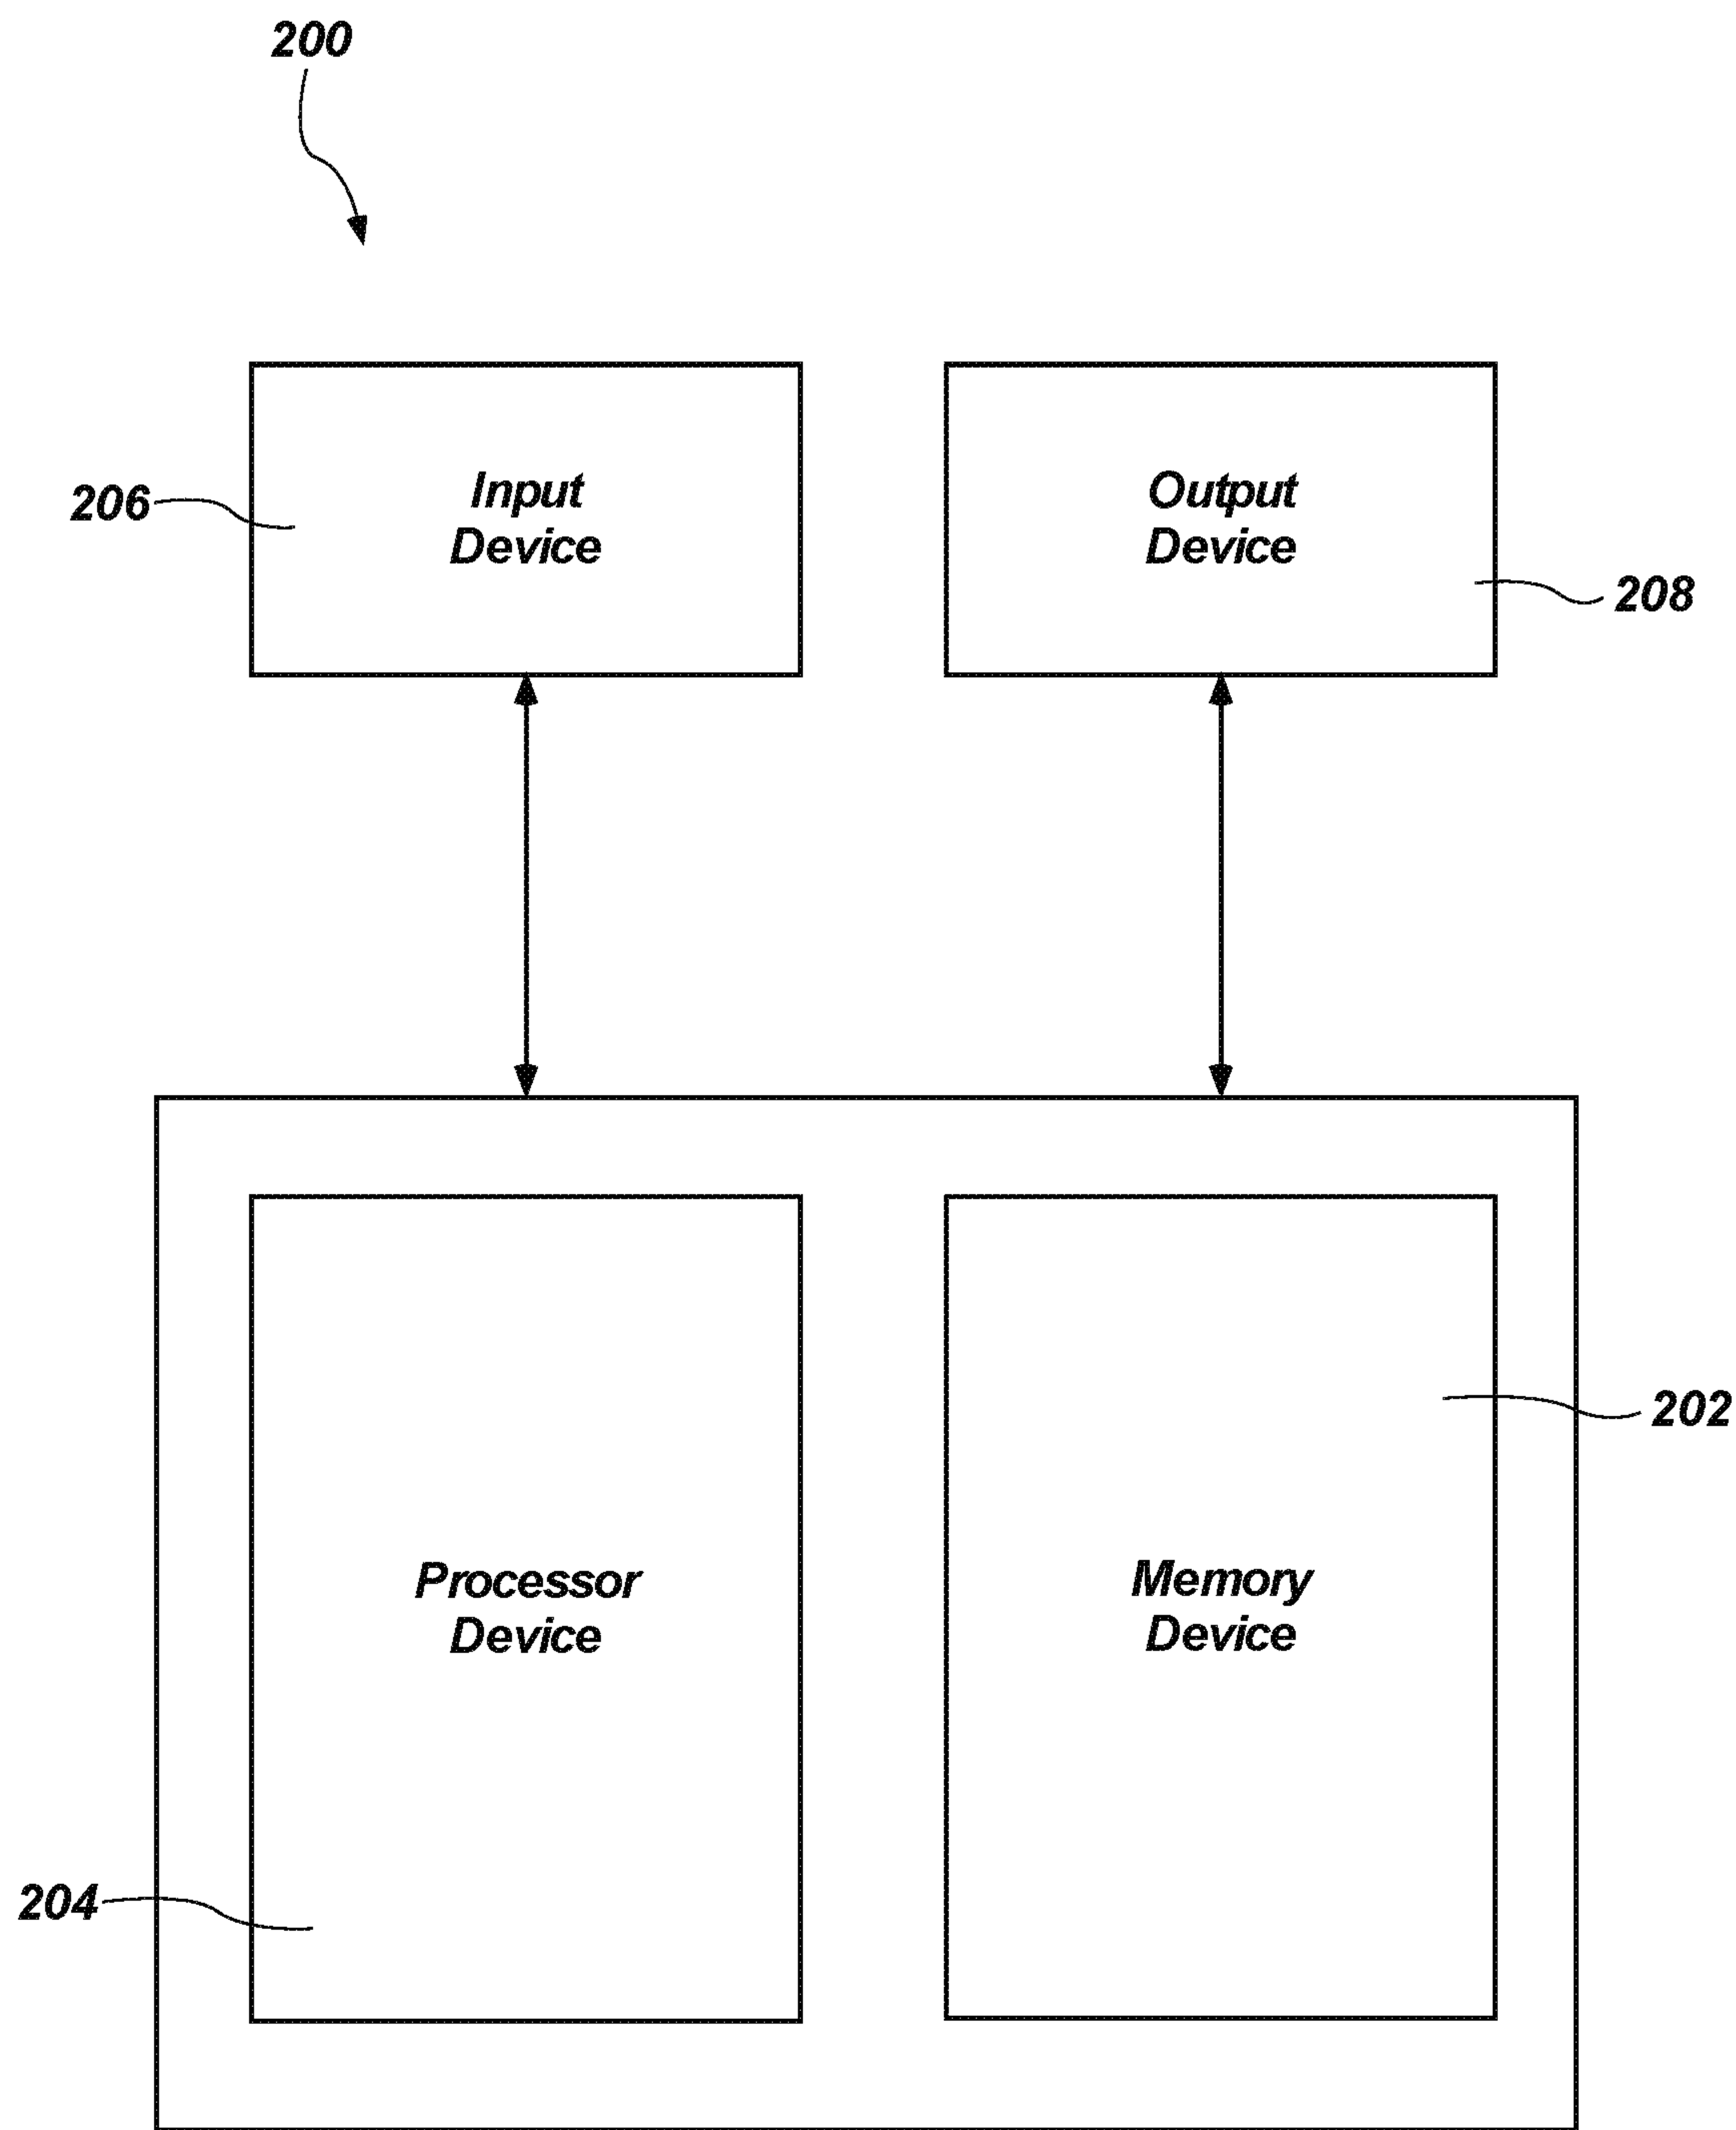 200
Input
Device
206
Output
Device
208
Processor
Device
204
Memory
Device
202